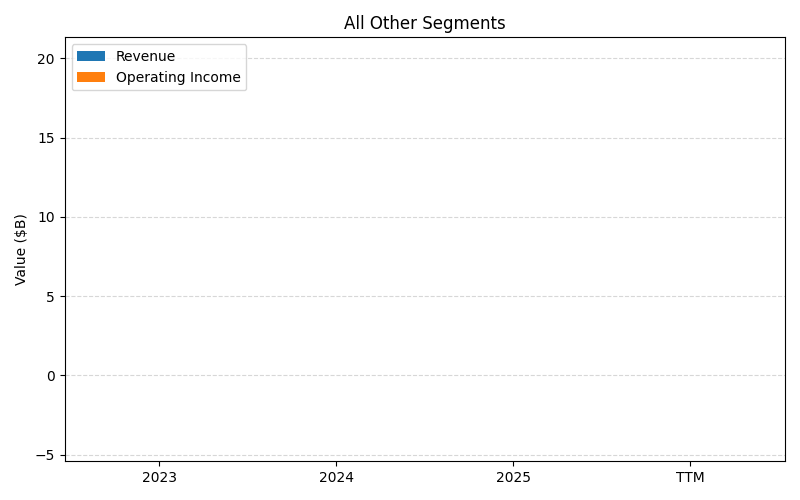 All Other Segments
Revenue
Operating Income
Value ($B)
20
15
10
5
0
−5
2023
2024
2025
TTM